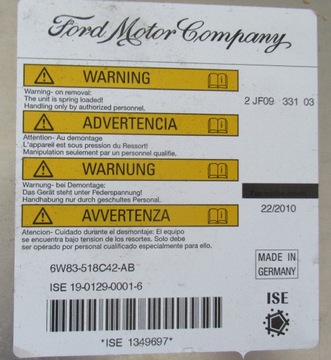 Ford Motor Company
WARNING
Warning- on removal:
The unit is spring loaded!
Handling only by authorized personnel.
2 JF09 331 03
ADVERTENCIA
Attention- Au demontage
L'appareil est sous pression du Ressort!
Manipulation seulement par un personnel qualifié.
WARNUNG
Warnung- bei Demontage:
Das Gerät steht unter Federspannung!
Handhabung nur durch geschultes Personal.
AVVERTENZA
22/2010
Atencion- Cuidado durante el desmontaje: El equipo
se encuentra bajo tension de los resortes. Solo debe
ser operado por personal cualificado especialmente para ello.
6W83-518C42-AB
ISE 19-0129-0001-6
MADE IN
GERMANY
ISE
*ISE 1349697*